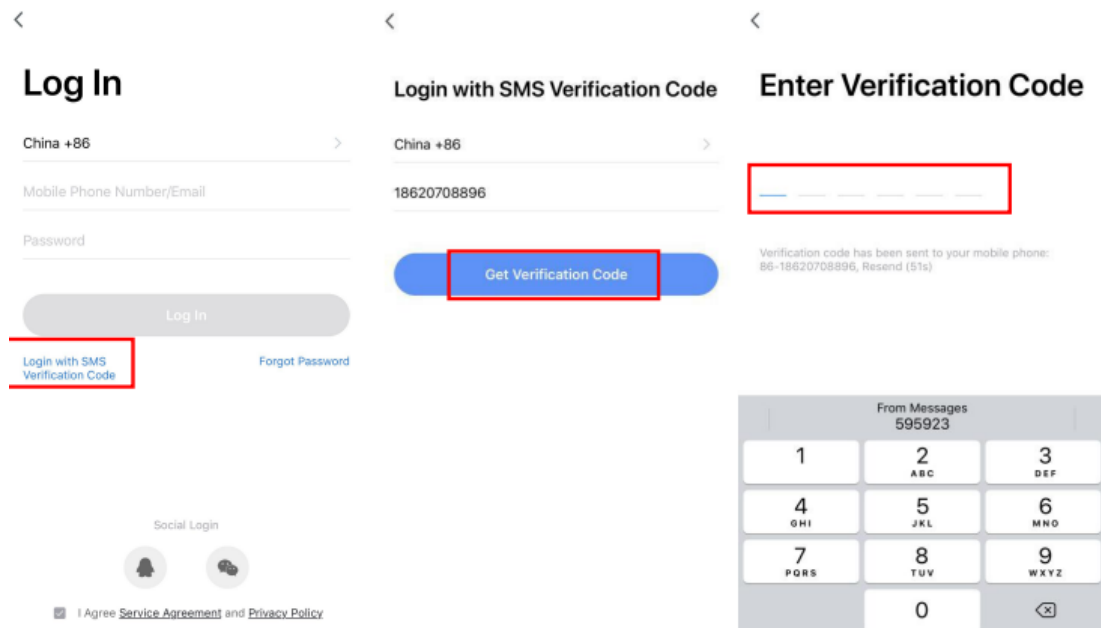 Log In
China +86
Mobile Phone Number/Email
Password
Log In
Login with SMS
Verification Code
Forgot Password
Social Login
I Agree Service Agreement and Privacy Policy
Login with SMS Verification Code
China +86
18620708896
Get Verification Code
Enter Verification Code
Verification code has been sent to your mobile phone:
86-18620708896, Resend (51s)
From Messages
595923
1
2
ABC
3
DEF
4
GHI
5
JKL
6
MNO
7
PQRS
8
TUV
9
WXYZ
0